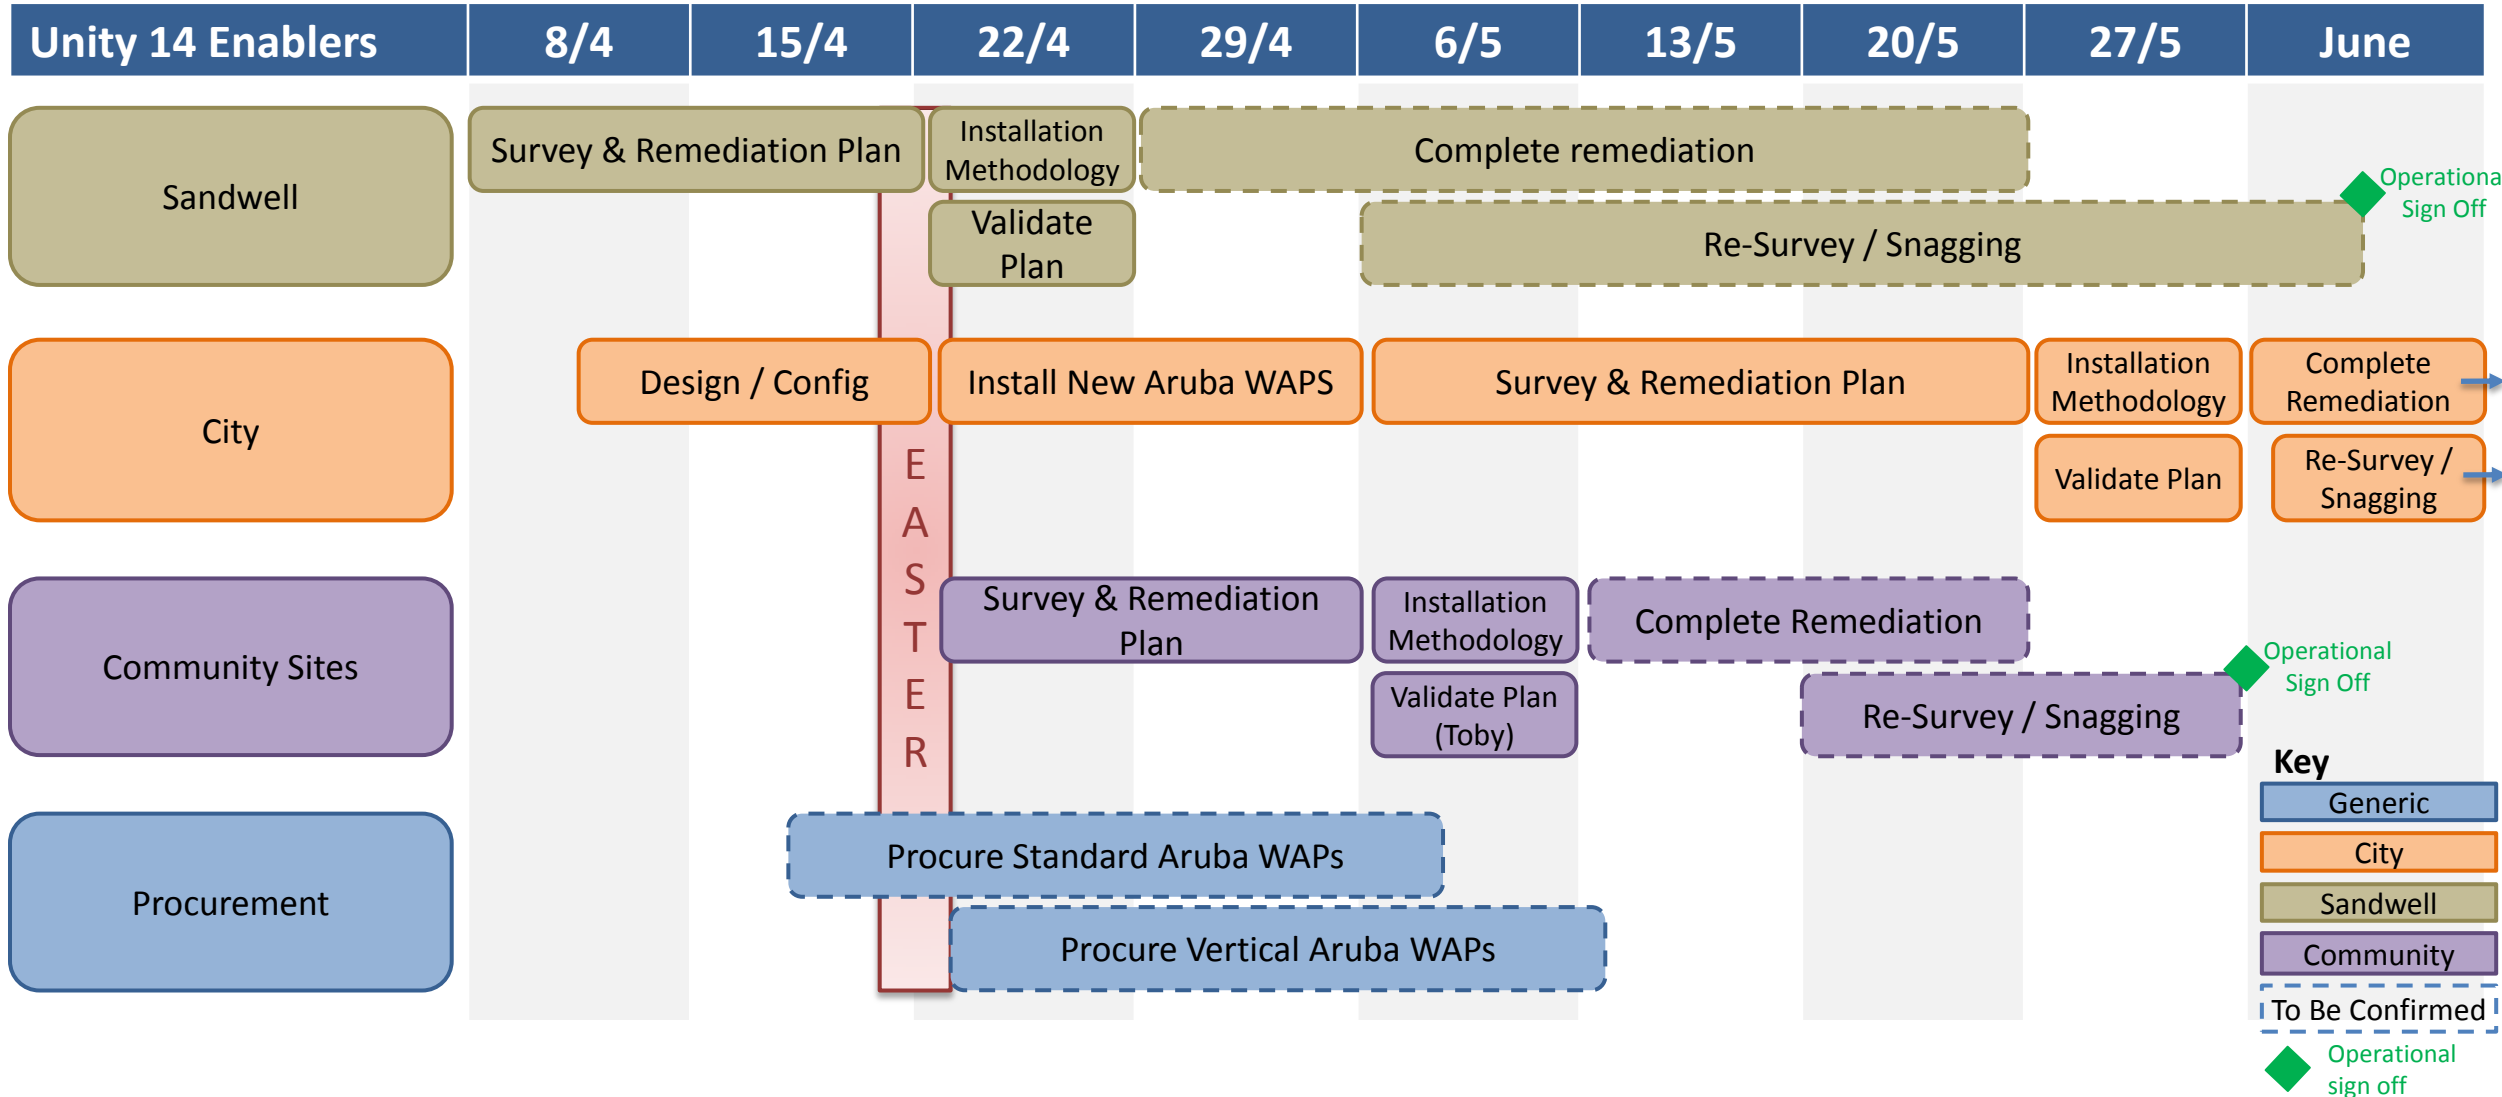 Unity 14 Enablers
8/4
15/4
22/4
29/4
6/5
13/5
20/5
27/5
June
Sandwell
Survey & Remediation Plan
Installation
Methodology
Complete remediation
Validate
Plan
Re-Survey / Snagging
Operationa
Sign Off
City
Design / Config
Install New Aruba WAPS
Survey & Remediation Plan
Installation
Methodology
Complete
Remediation
Validate Plan
Re-Survey /
Snagging
E
A
S
T
E
R
Community Sites
Survey & Remediation
Plan
Installation
Methodology
Complete Remediation
Validate Plan
(Toby)
Re-Survey / Snagging
Operational
Sign Off
Procurement
Procure Standard Aruba WAPs
Procure Vertical Aruba WAPs
Key
Generic
City
Sandwell
Community
To Be Confirmed
Operational
sign off